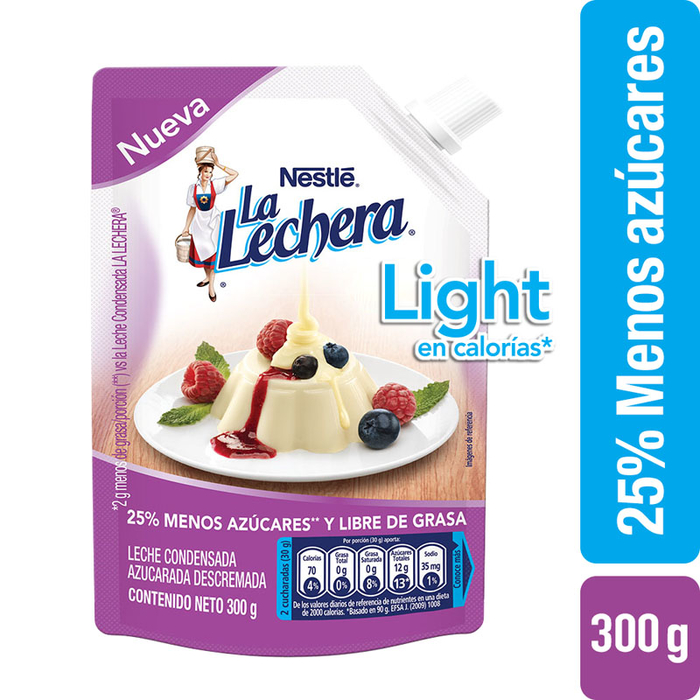 Nueva
Nestlé®
La
Lechera®
Light
en calorías*
*2 g menos de grasa/porción (**) vs la Leche Condensada LA LECHERA®
Imágenes de referencia
25% MENOS AZÚCARES** Y LIBRE DE GRASA
LECHE CONDENSADA
AZUCARADA DESCREMADA
CONTENIDO NETO 300 g
2 cucharadas (30 g)
Por porción (30 g) aporta:
Calorías
70
4%
Grasa Total
0 g
0%
Grasa Saturada
0 g
8%
Azúcares Totales
12 g
13*
Sodio
35 mg
1%
Conoce más
De los valores diarios de referencia de nutrientes en una dieta
de 2000 calorías. *Basado en 90 g. EFSA J. (2009) 1008
25% Menos azúcares
300 g